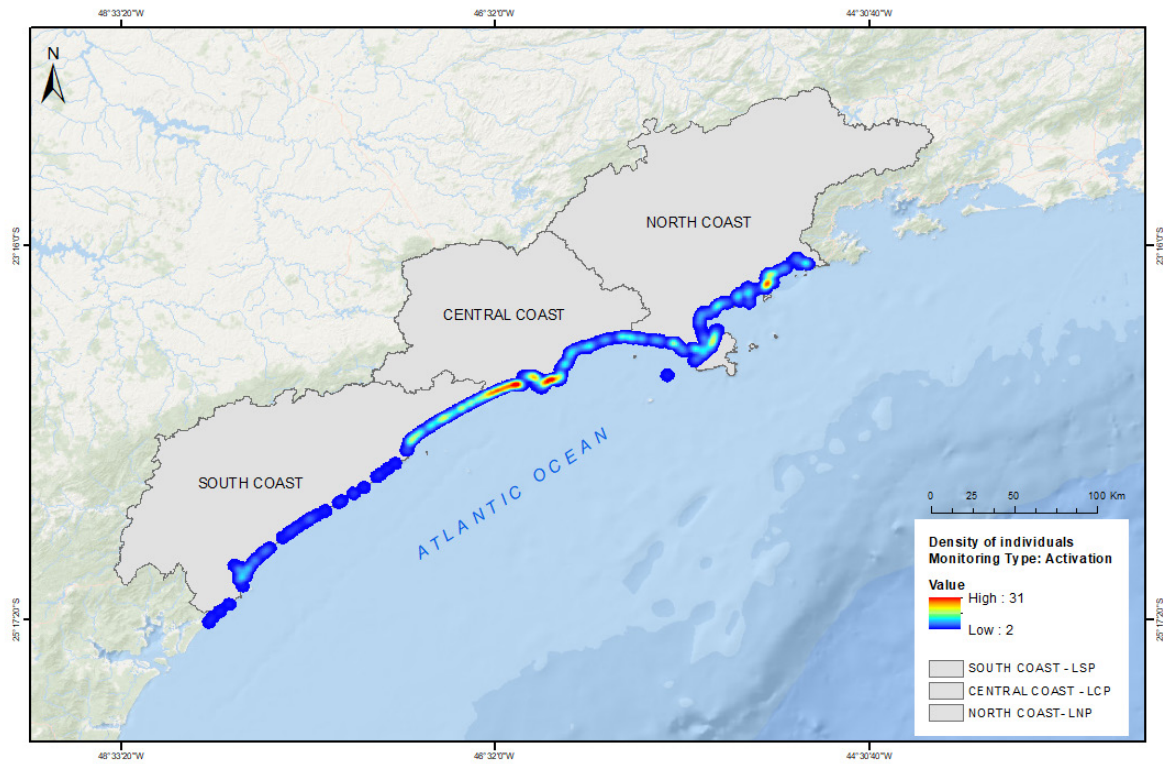 48°33'20"W 46°32'0"W 44°30'40"W
N
NORTH COAST
23°16'0"S 23°16'0"S
CENTRAL COAST
SOUTH COAST
ATLANTIC OCEAN
0 25 50 100 Km
Density of individuals
Monitoring Type: Activation
Value
High : 31
Low : 2
25°17'20"S 25°17'20"S
SOUTH COAST - LSP
CENTRAL COAST - LCP
NORTH COAST- LNP
48°33'20"W 46°32'0"W 44°30'40"W